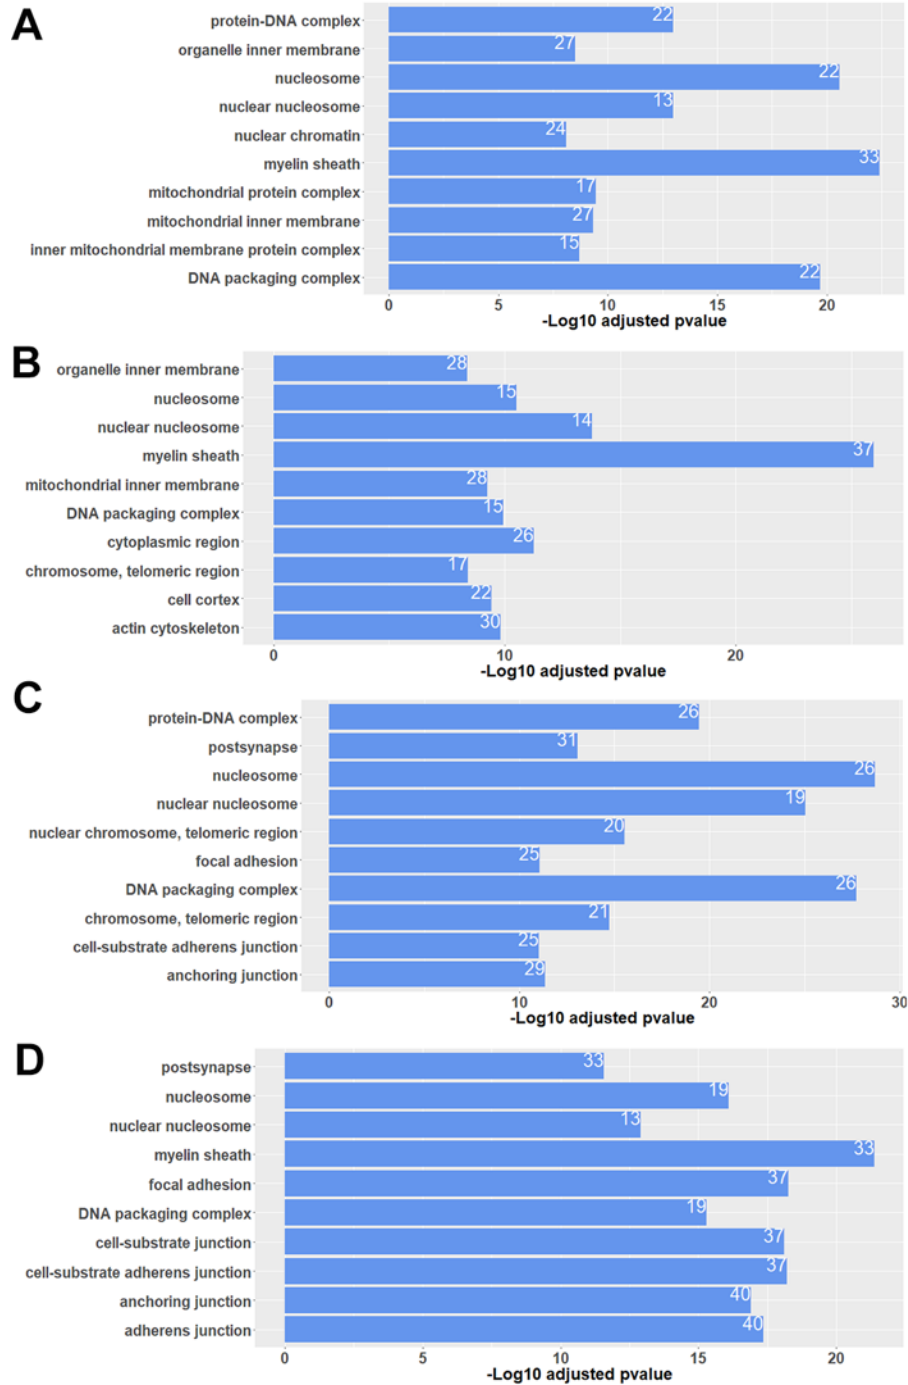 A
protein-DNA complex 22
organelle inner membrane 27
nucleosome 22
nuclear nucleosome 13
nuclear chromatin 24
myelin sheath 33
mitochondrial protein complex 17
mitochondrial inner membrane 27
inner mitochondrial membrane protein complex 15
DNA packaging complex 22
0 5 10 15 20
-Log10 adjusted pvalue
B
organelle inner membrane 28
nucleosome 15
nuclear nucleosome 14
myelin sheath 37
mitochondrial inner membrane 28
DNA packaging complex 15
cytoplasmic region 26
chromosome, telomeric region 17
cell cortex 22
actin cytoskeleton 30
0 10 20
-Log10 adjusted pvalue
C
protein-DNA complex 26
postsynapse 31
nucleosome 26
nuclear nucleosome 19
nuclear chromosome, telomeric region 20
focal adhesion 25
DNA packaging complex 26
chromosome, telomeric region 21
cell-substrate adherens junction 25
anchoring junction 29
0 10 20 30
-Log10 adjusted pvalue
D
postsynapse 33
nucleosome 19
nuclear nucleosome 13
myelin sheath 33
focal adhesion 37
DNA packaging complex 19
cell-substrate junction 37
cell-substrate adherens junction 37
anchoring junction 40
adherens junction 40
0 5 10 15 20
-Log10 adjusted pvalue